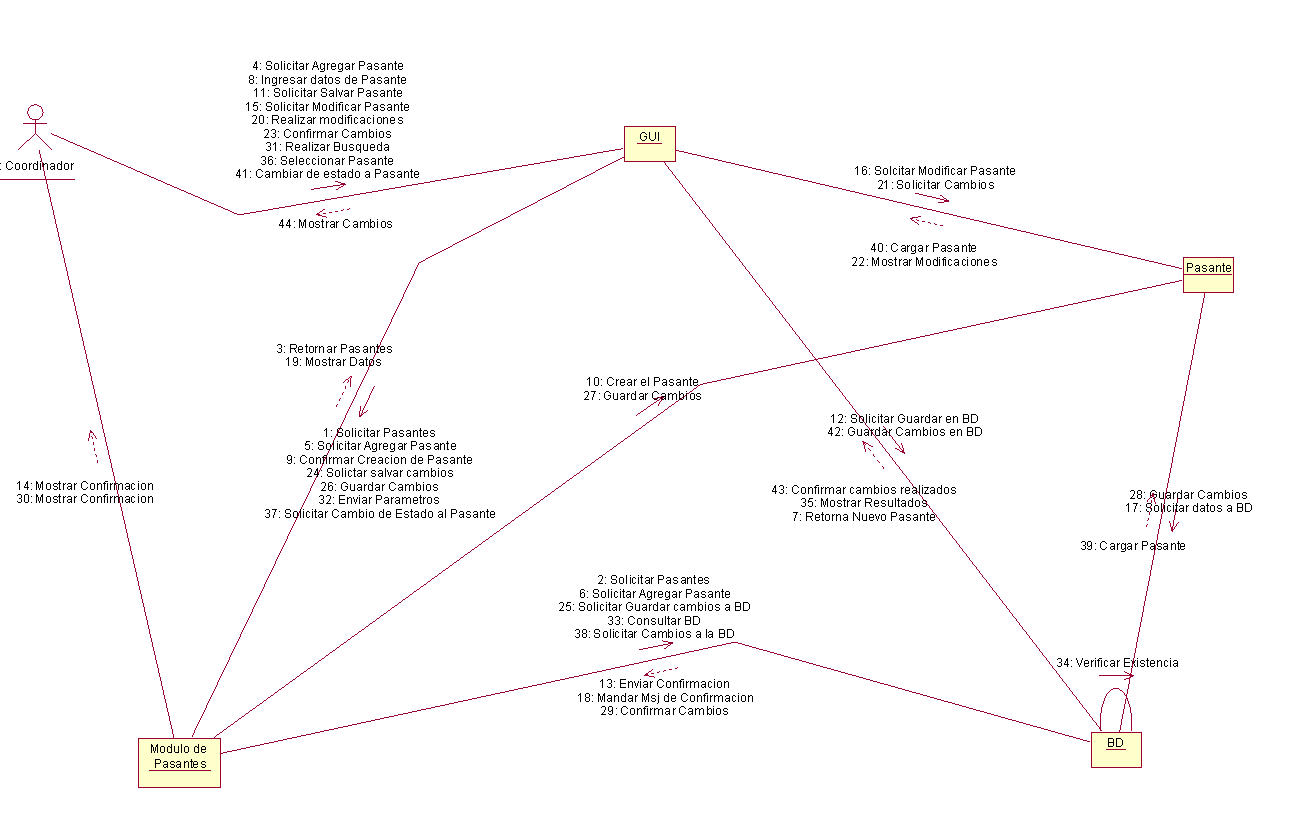 4: Solicitar Agregar Pasante
8: Ingresar datos de Pasante
11: Solicitar Salvar Pasante
15: Solicitar Modificar Pasante
20: Realizar modificaciones
23: Confirmar Cambios
31: Realizar Busqueda
36: Seleccionar Pasante
41: Cambiar de estado a Pasante
44: Mostrar Cambios
: Coordinador
GUI
16: Solcitar Modificar Pasante
21: Solicitar Cambios
40: Cargar Pasante
22: Mostrar Modificaciones
Pasante
3: Retornar Pasantes
19: Mostrar Datos
1: Solicitar Pasantes
5: Solicitar Agregar Pasante
9: Confirmar Creacion de Pasante
24: Solictar salvar cambios
26: Guardar Cambios
32: Enviar Parametros
37: Solicitar Cambio de Estado al Pasante
10: Crear el Pasante
27: Guardar Cambios
12: Solicitar Guardar en BD
42: Guardar Cambios en BD
43: Confirmar cambios realizados
35: Mostrar Resultados
7: Retorna Nuevo Pasante
14: Mostrar Confirmacion
30: Mostrar Confirmacion
28: Guardar Cambios
17: Solicitar datos a BD
39: Cargar Pasante
2: Solicitar Pasantes
6: Solicitar Agregar Pasante
25: Solicitar Guardar cambios a BD
33: Consultar BD
38: Solicitar Cambios a la BD
13: Enviar Confirmacion
18: Mandar Msj de Confirmacion
29: Confirmar Cambios
34: Verificar Existencia
Modulo de
Pasantes
BD